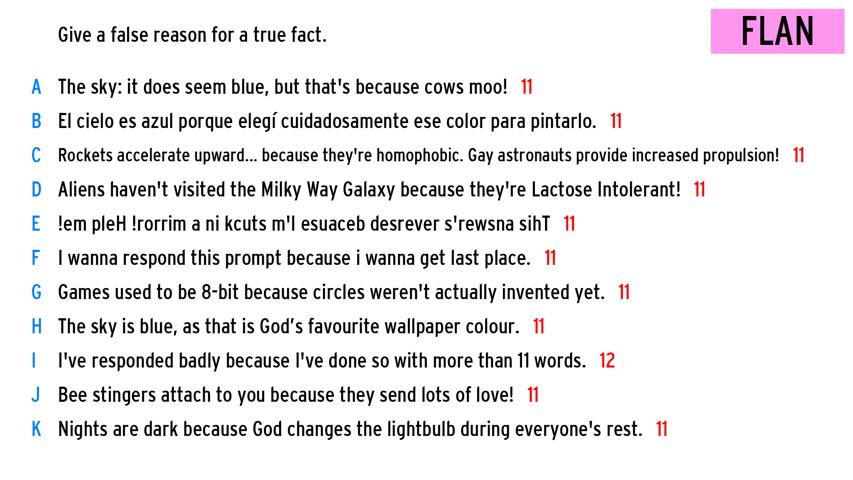 Give a false reason for a true fact.
FLAN
A The sky: it does seem blue, but that's because cows moo! 11
B El cielo es azul porque elegí cuidadosamente ese color para pintarlo. 11
C Rockets accelerate upward... because they're homophobic. Gay astronauts provide increased propulsion! 11
D Aliens haven't visited the Milky Way Galaxy because they're Lactose Intolerant! 11
E !em pleH !rorrim a ni kcuts m'I esuaceb desrever s'rewsna sihT 11
F I wanna respond this prompt because i wanna get last place. 11
G Games used to be 8-bit because circles weren't actually invented yet. 11
H The sky is blue, as that is God’s favourite wallpaper colour. 11
I I've responded badly because I've done so with more than 11 words. 12
J Bee stingers attach to you because they send lots of love! 11
K Nights are dark because God changes the lightbulb during everyone's rest. 11